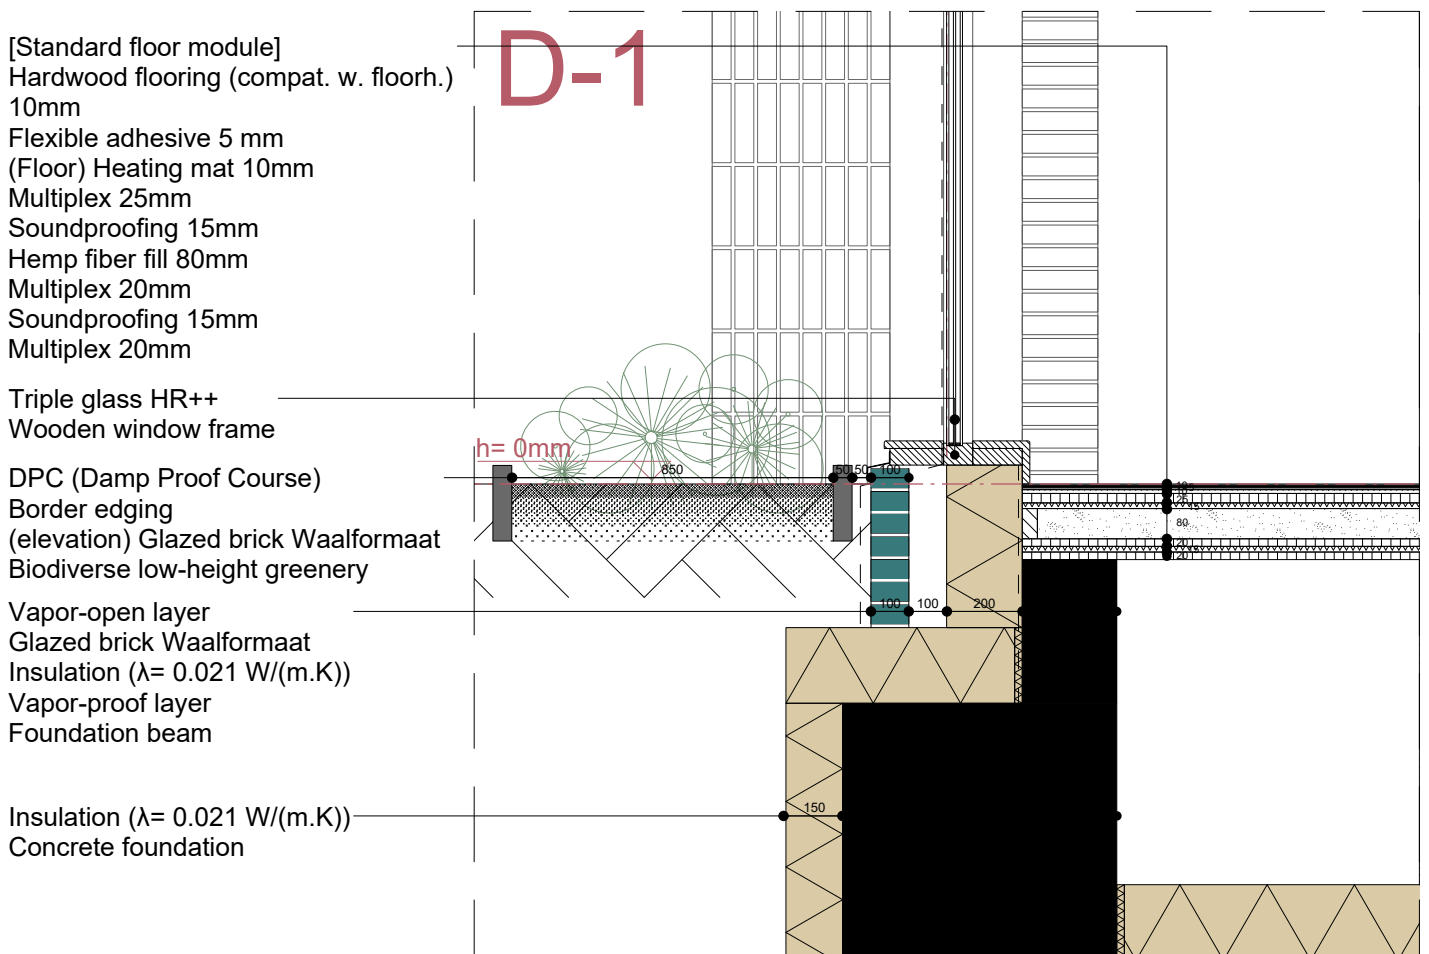 [Standard floor module]
Hardwood flooring (compat. w. floorh.)
10mm
Flexible adhesive 5 mm
(Floor) Heating mat 10mm
Multiplex 25mm
Soundproofing 15mm
Hemp fiber fill 80mm
Multiplex 20mm
Soundproofing 15mm
Multiplex 20mm
Triple glass HR++
Wooden window frame
DPC (Damp Proof Course)
Border edging
(elevation) Glazed brick Waalformaat
Biodiverse low-height greenery
Vapor-open layer
Glazed brick Waalformaat
Insulation (λ= 0.021 W/(m.K))
Vapor-proof layer
Foundation beam
Insulation (λ= 0.021 W/(m.K))
Concrete foundation
D-1
h= 0mm
850 50 50 100
25
80
20
20
100 100 200
150